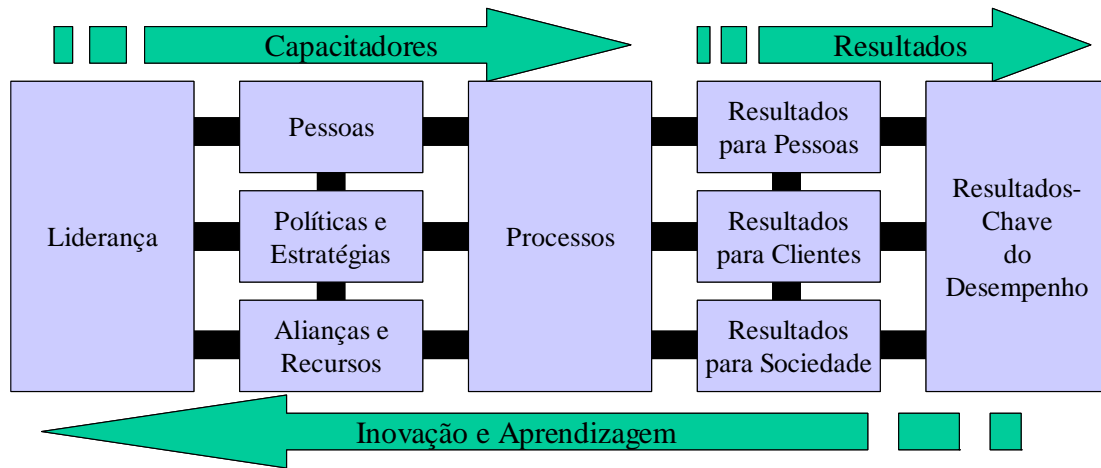 Capacitadores
Resultados
Liderança
Pessoas
Políticas e
Estratégias
Alianças e
Recursos
Processos
Resultados
para Pessoas
Resultados
para Clientes
Resultados
para Sociedade
Resultados-
Chave
do
Desempenho
Inovação e Aprendizagem